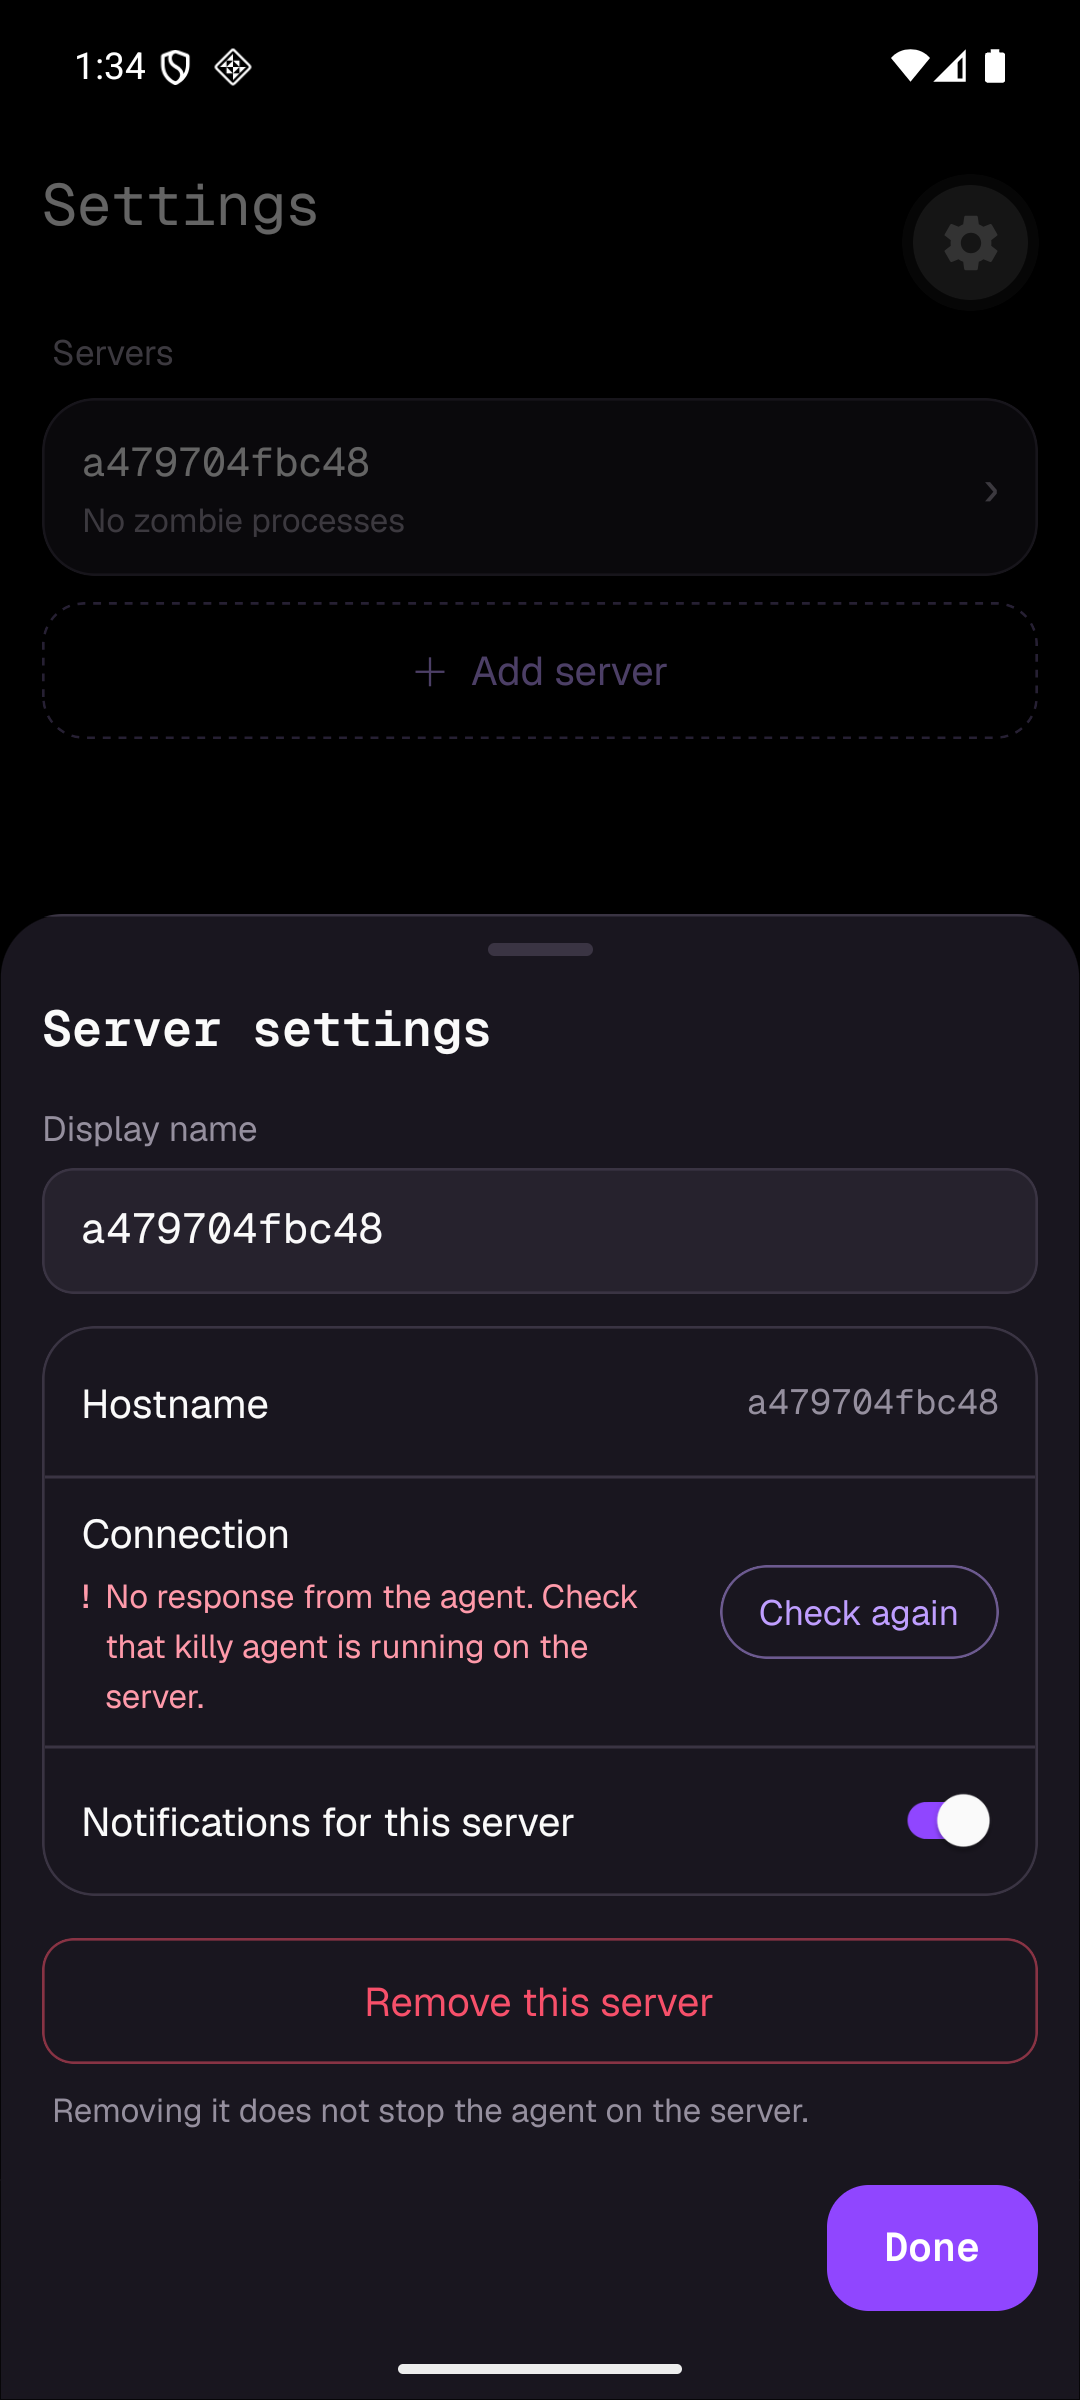 1:34
Settings
Servers
a479704fbc48
No zombie processes
›
+ Add server
Server settings
Display name
a479704fbc48
Hostname
a479704fbc48
Connection
! No response from the agent. Check
that killy agent is running on the
server.
Check again
Notifications for this server
Remove this server
Removing it does not stop the agent on the server.
Done